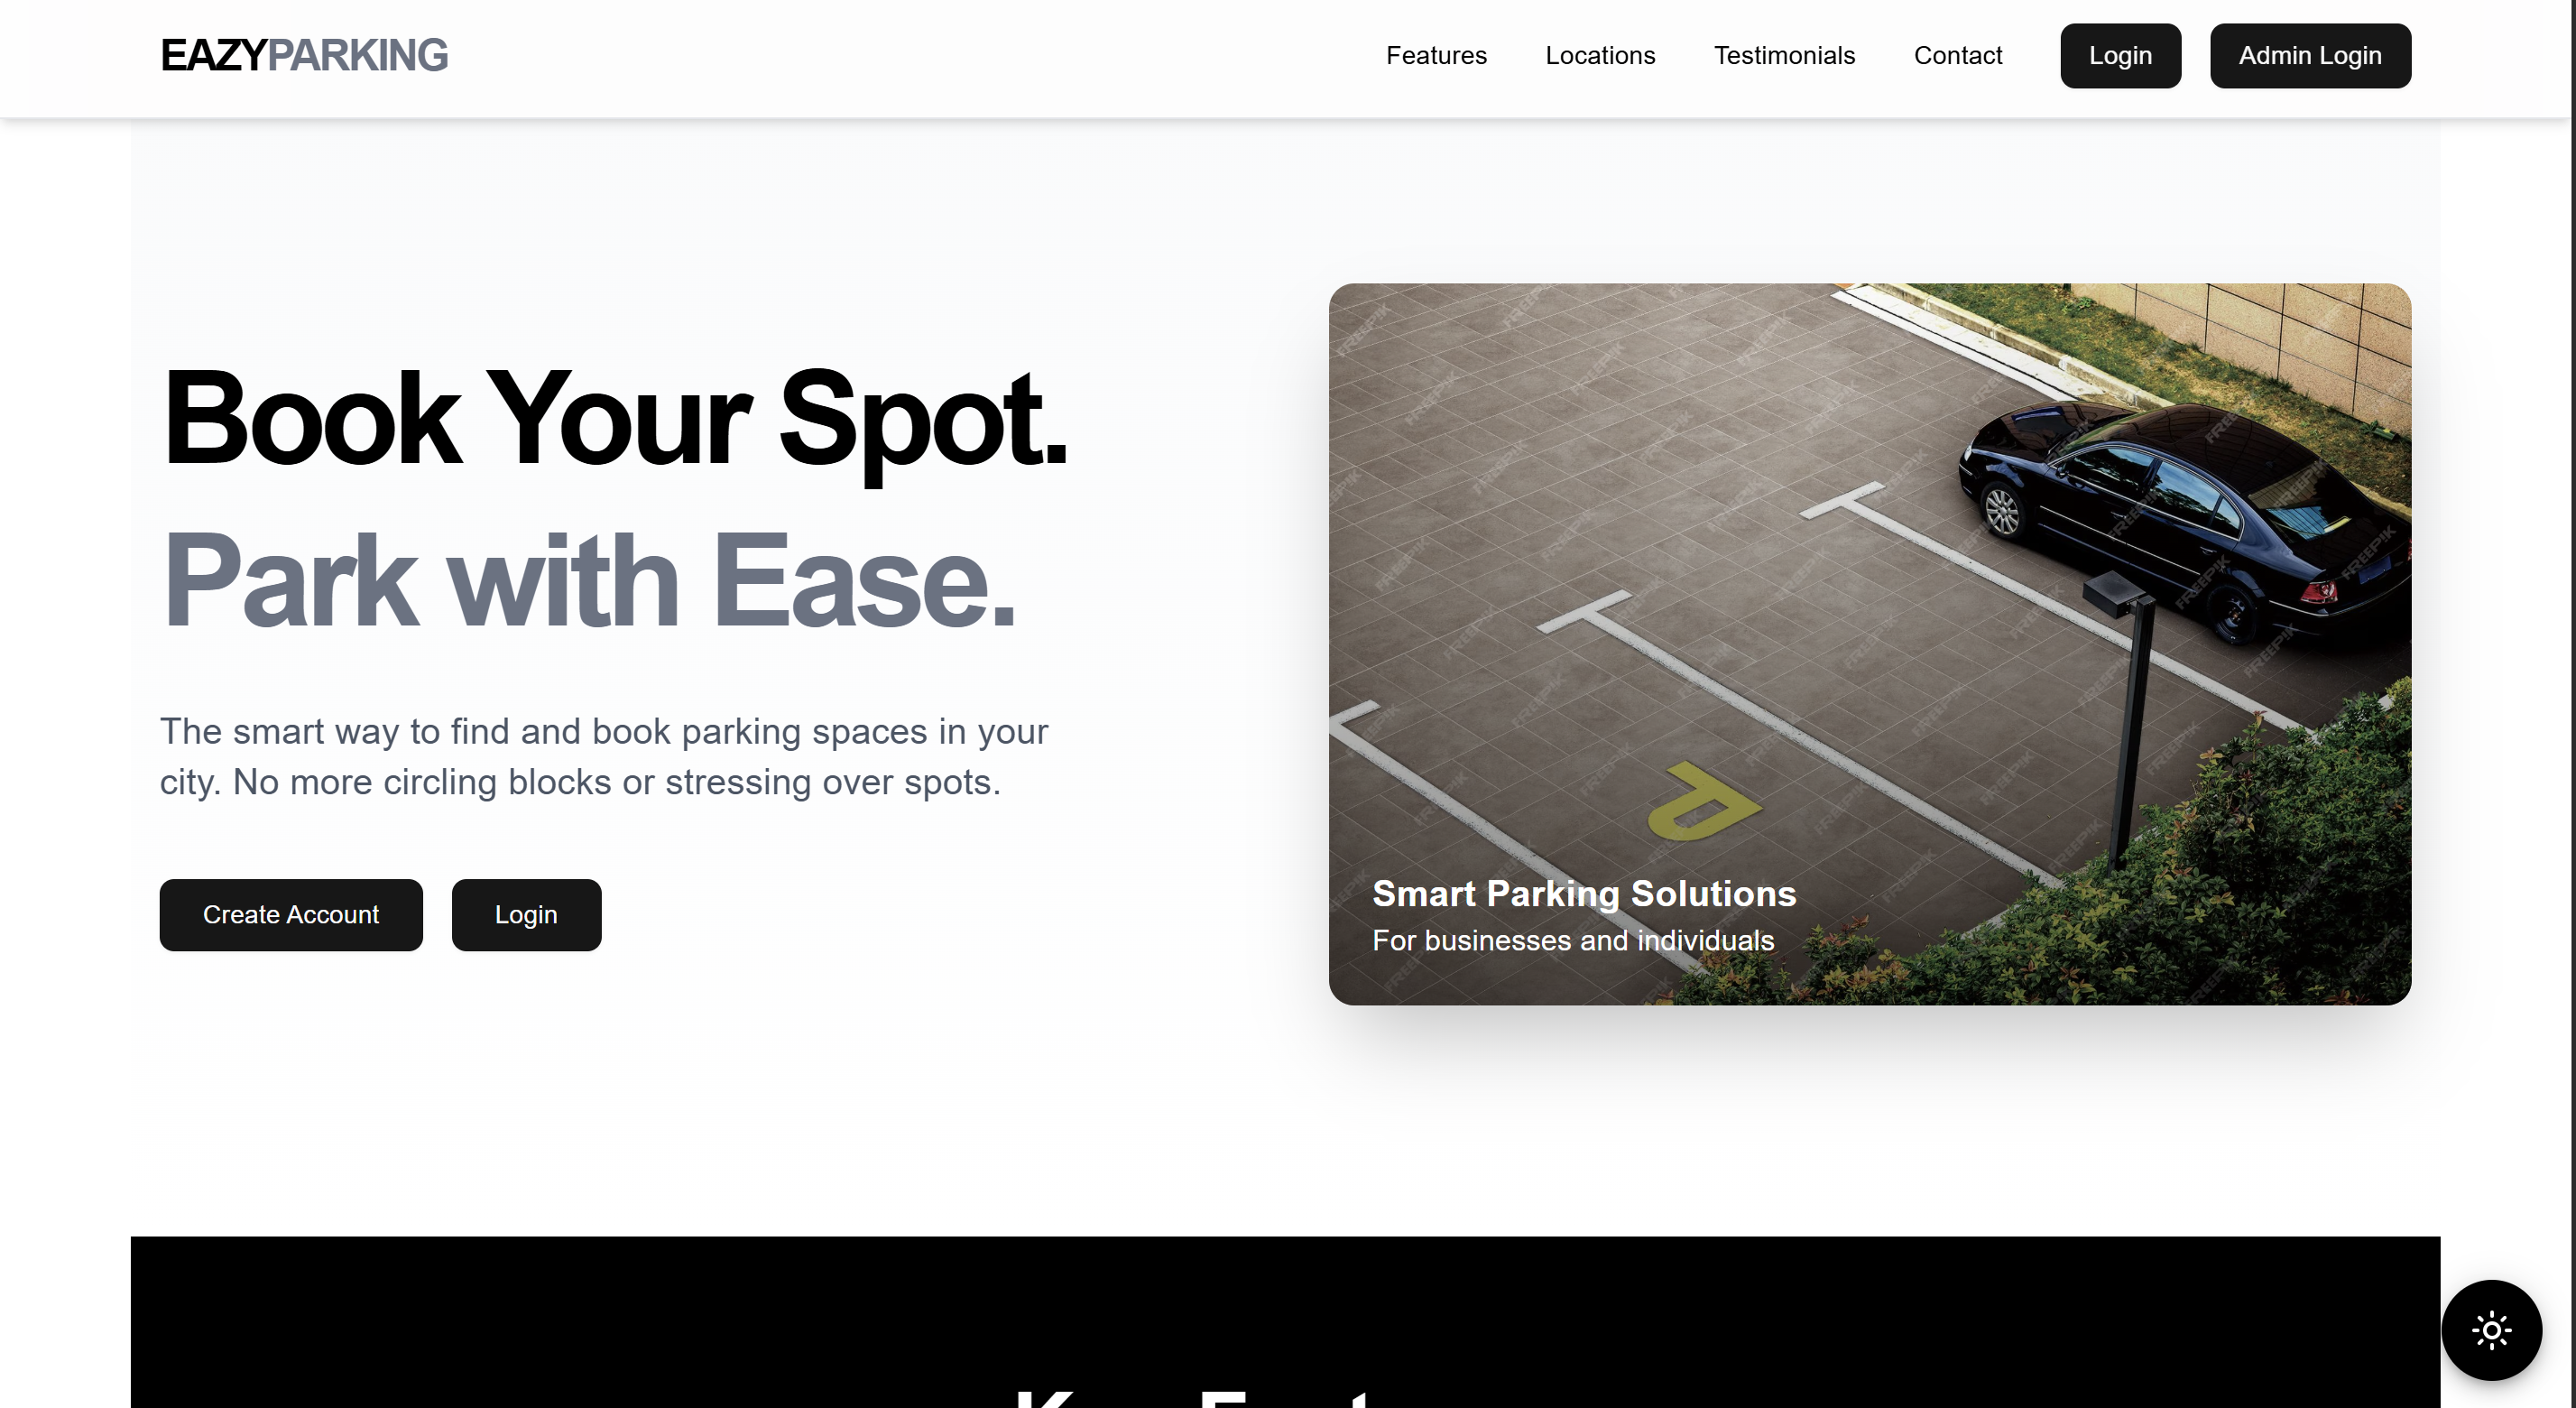 EAZYPARKING
Features
Locations
Testimonials
Contact
Login
Admin Login
Book Your Spot.
Park with Ease.
The smart way to find and book parking spaces in your
city. No more circling blocks or stressing over spots.
Create Account
Login
P
Smart Parking Solutions
For businesses and individuals
FREEPIK